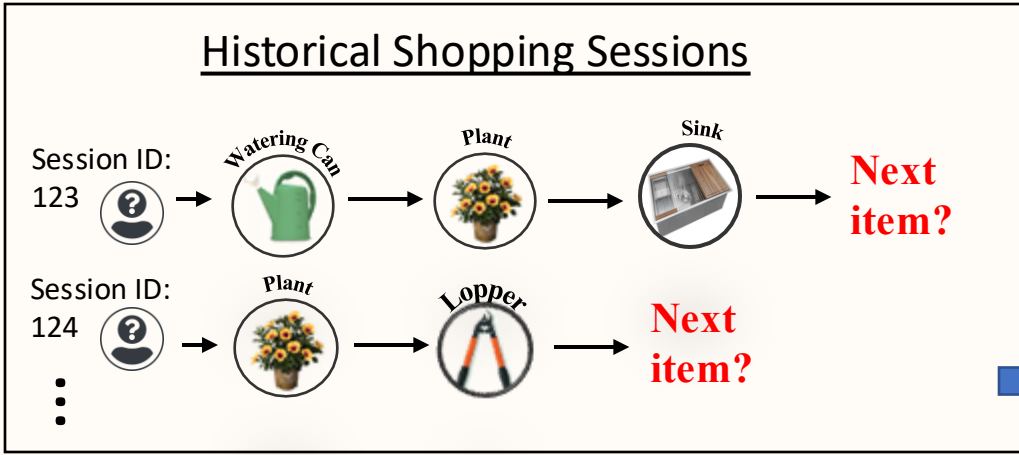 Historical Shopping Sessions
Session ID:
123
?
Watering Can
Plant
Sink
Next
item?
Session ID:
124
?
Plant
Lopper
Next
item?